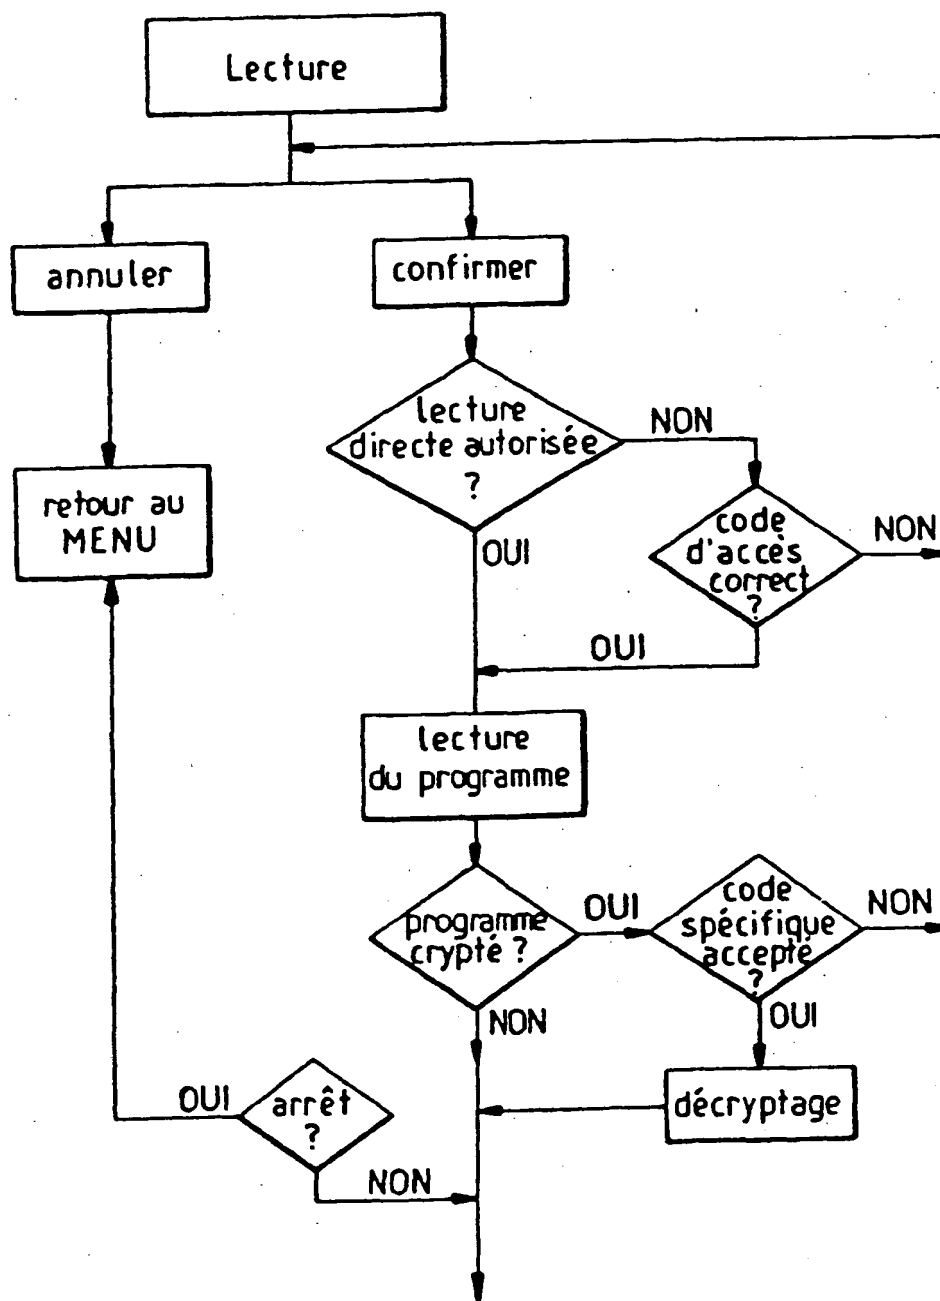 Lecture
annuler
confirmer
lecture
directe autorisée
?
NON
retour au
MENU
code
d'accès
correct
?
NON
OUI
OUI
lecture
du programme
programme
crypté ?
OUI
code
spécifique
accepté
?
NON
NON
OUI
décryptage
arrêt
?
OUI
NON